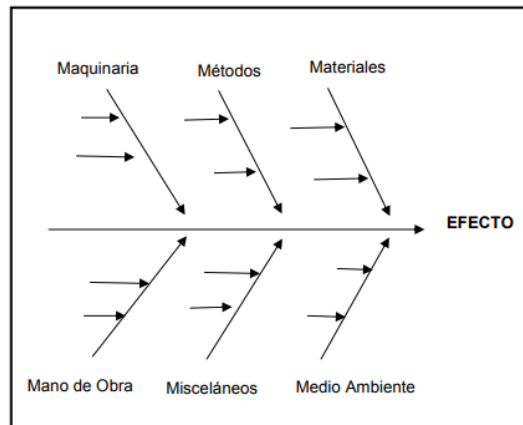 Maquinaria
Métodos
Materiales
EFECTO
Mano de Obra
Misceláneos
Medio Ambiente